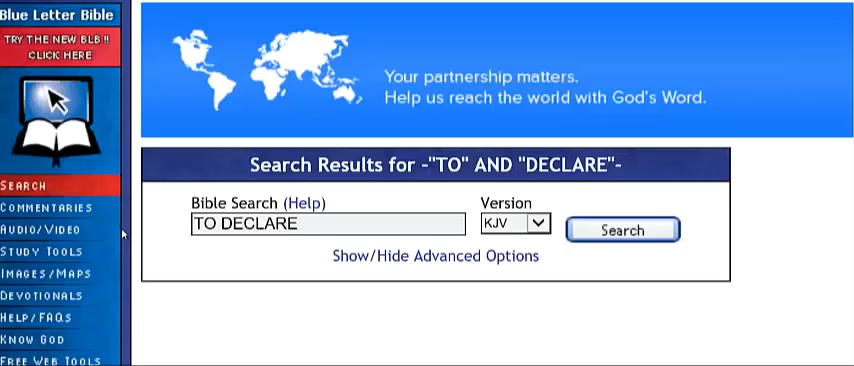 Blue Letter Bible
TRY THE NEW BLB !!
CLICK HERE
SEARCH
COMMENTARIES
AUDIO/VIDEO
STUDY TOOLS
IMAGES/MAPS
DEVOTIONALS
HELP/FAQS
KNOW GOD
FREE WEB TOOLS
Your partnership matters.
Help us reach the world with God's Word.
Search Results for -"TO" AND "DECLARE"-
Bible Search (Help) Version
TO DECLARE KJV Search
Show/Hide Advanced Options